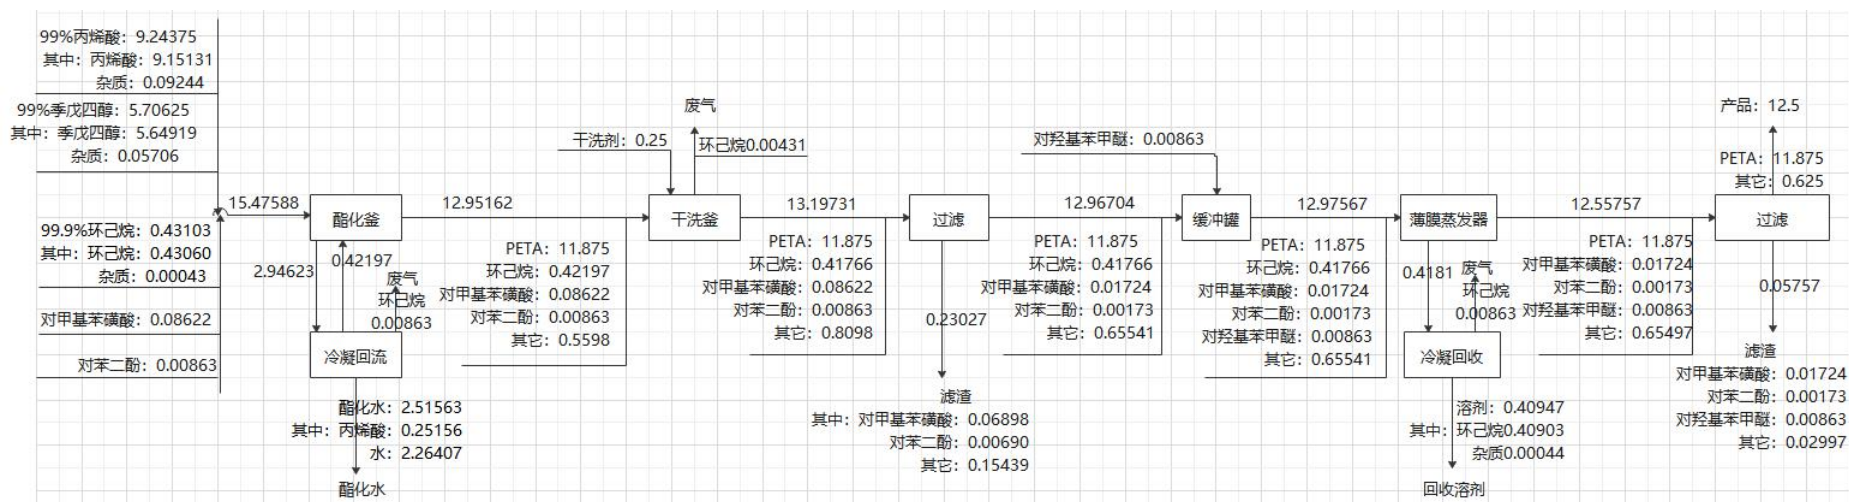 99%丙烯酸：9.24375
其中：丙烯酸：9.15131
杂质：0.09244
99%季戊四醇：5.70625
其中：季戊四醇：5.64919
杂质：0.05706
99.9%环己烷：0.43103
其中：环己烷：0.43060
杂质：0.00043
对甲基苯磺酸：0.08622
对苯二酚：0.00863
15.47588
酯化釜
2.94623
0.42197
废气
环己烷
0.00863
冷凝回流
酯化水：2.51563
其中：丙烯酸：0.25156
水：2.26407
酯化水
12.95162
PETA：11.875
环己烷：0.42197
对甲基苯磺酸：0.08622
对苯二酚：0.00863
其它：0.5598
干洗剂：0.25
废气
环己烷0.00431
干洗釜
13.19731
PETA：11.875
环己烷：0.41766
对甲基苯磺酸：0.08622
对苯二酚：0.00863
其它：0.8098
过滤
0.23027
滤渣
其中：对甲基苯磺酸：0.06898
对苯二酚：0.00690
其它：0.15439
12.96704
PETA：11.875
环己烷：0.41766
对甲基苯磺酸：0.01724
对苯二酚：0.00173
其它：0.65541
对羟基苯甲醚：0.00863
缓冲罐
12.97567
PETA：11.875
环己烷：0.41766
对甲基苯磺酸：0.01724
对苯二酚：0.00173
对羟基苯甲醚：0.00863
其它：0.65541
薄膜蒸发器
0.4181
废气
环己烷
0.00863
冷凝回收
溶剂：0.40947
其中：环己烷0.40903
杂质0.00044
回收溶剂
12.55757
PETA：11.875
对甲基苯磺酸：0.01724
对苯二酚：0.00173
对羟基苯甲醚：0.00863
其它：0.65497
产品：12.5
PETA：11.875
其它：0.625
过滤
0.05757
滤渣
对甲基苯磺酸：0.01724
对苯二酚：0.00173
对羟基苯甲醚：0.00863
其它：0.02997